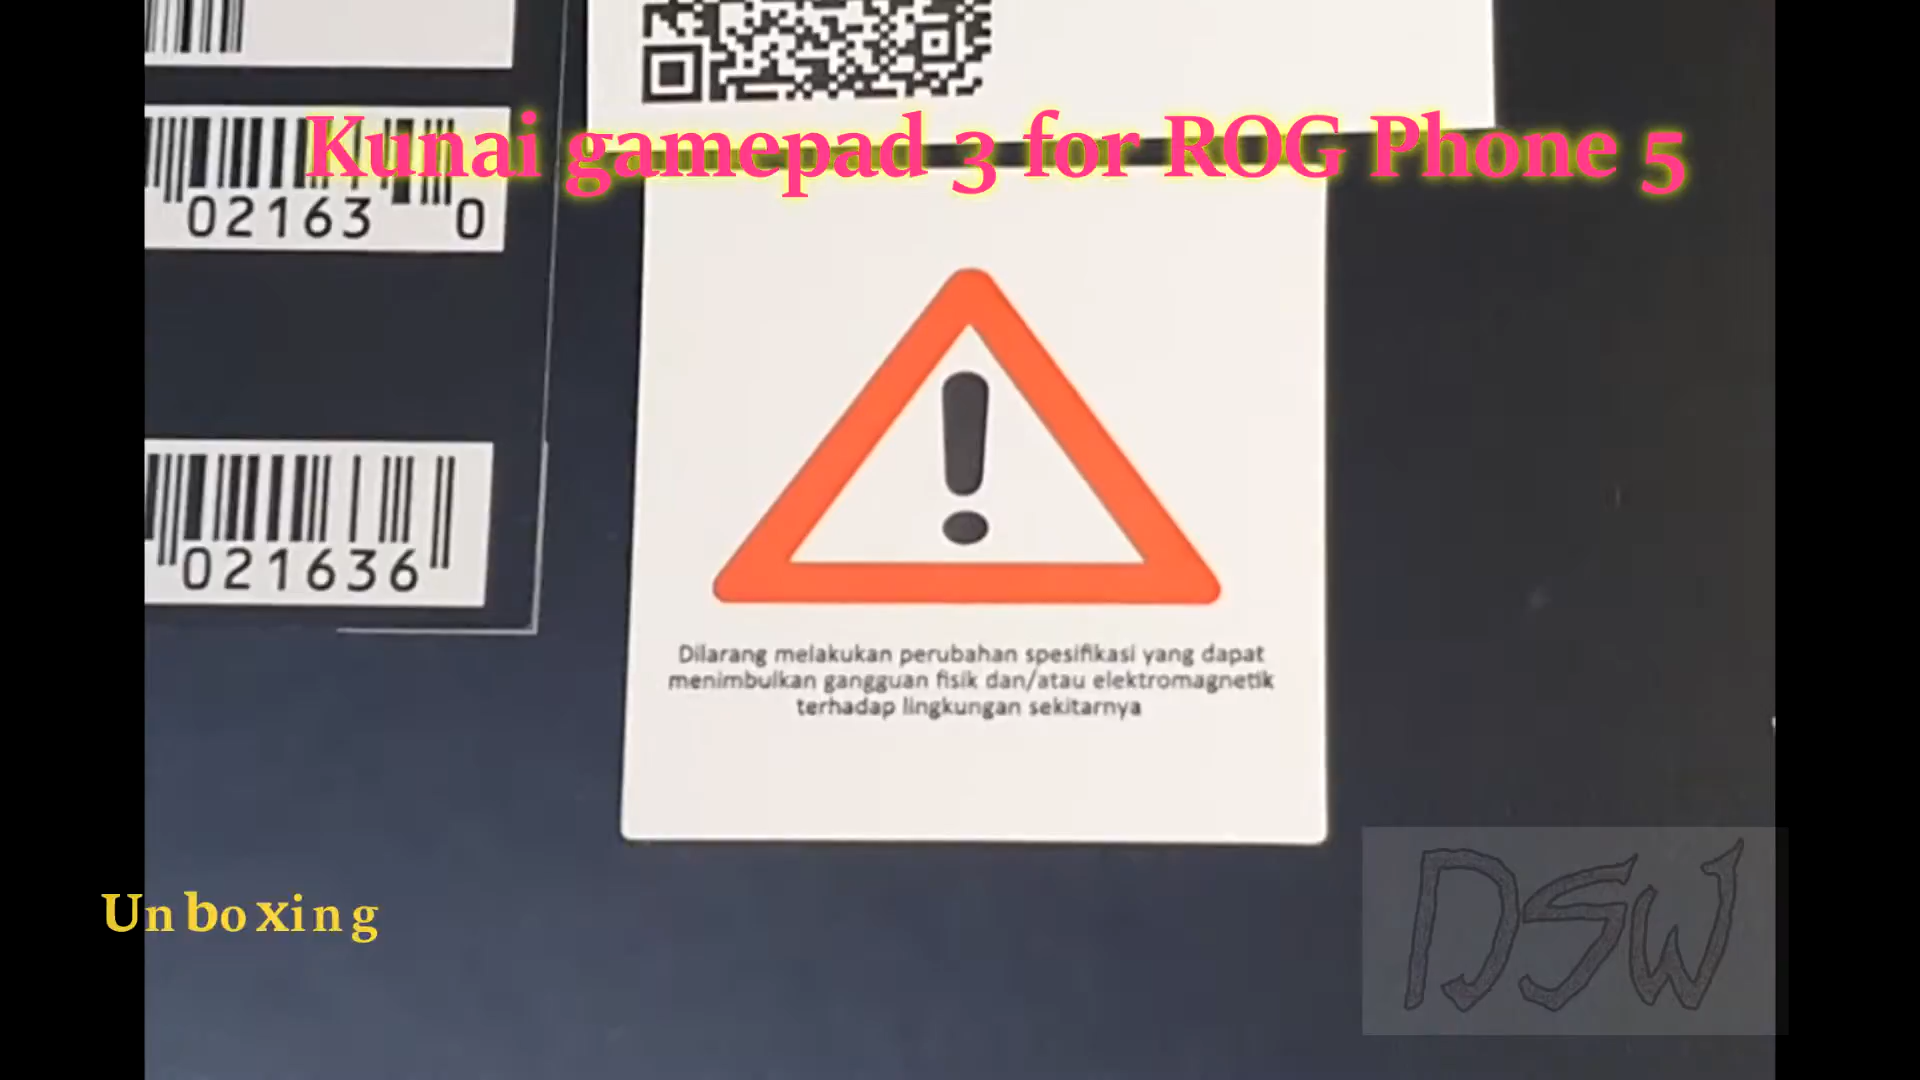 Kunai gamepad 3 for ROG Phone 5
02163 0
021636
Dilarang melakukan perubahan spesifikasi yang dapat
menimbulkan gangguan fisik dan/atau elektromagnetik
terhadap lingkungan sekitarnya
Unboxing
DSW